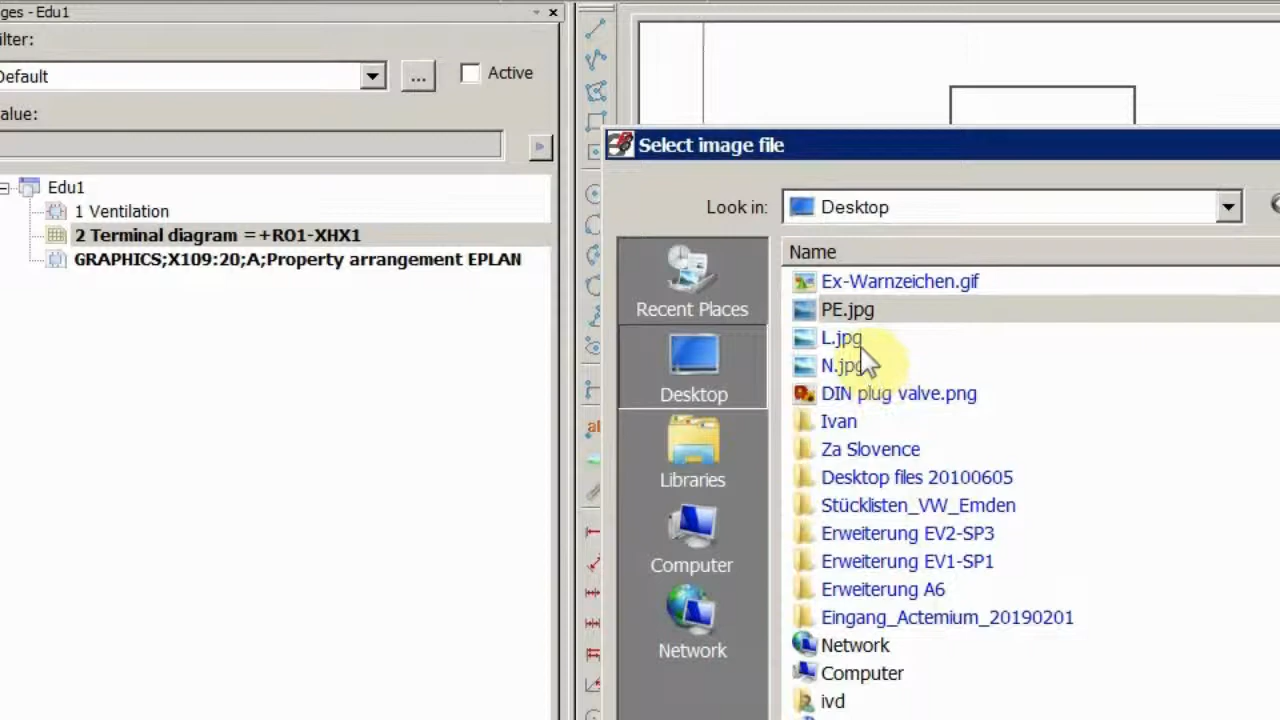 ges - Edu1
ilter:
Default
...
Active
alue:
Edu1
1 Ventilation
2 Terminal diagram =+RO1-XHX1
GRAPHICS;X109:20;A;Property arrangement EPLAN
Select image file
Look in:
Desktop
Recent Places
Desktop
Libraries
Computer
Network
Name
Ex-Warnzeichen.gif
PE.jpg
L.jpg
N.jpg
DIN plug valve.png
Ivan
Za Slovence
Desktop files 20100605
Stücklisten_VW_Emden
Erweiterung EV2-SP3
Erweiterung EV1-SP1
Erweiterung A6
Eingang_Actemium_20190201
Network
Computer
ivd